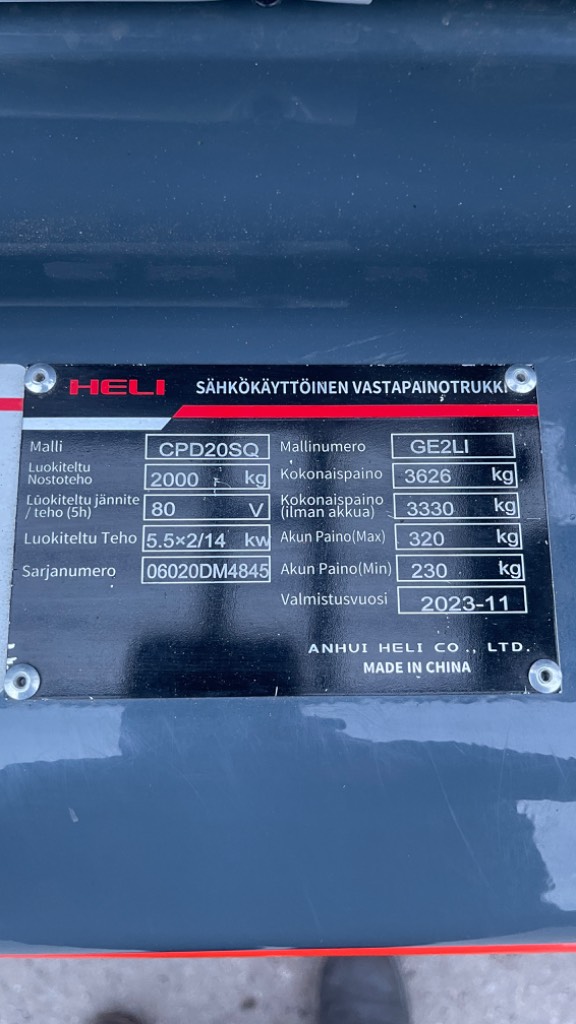 HELI SÄHKÖKÄYTTÖINEN VASTAPAINOTRUKKI
Malli CPD20SQ Mallinumero GE2LI
Luokiteltu Nostoteho 2000 kg Kokonaispaino 3626 kg
Luokiteltu jännite / teho (5h) 80 V Kokonaispaino (ilman akkua) 3330 kg
Luokiteltu Teho 5.5×2/14 kw Akun Paino(Max) 320 kg
Sarjanumero 06020DM4845 Akun Paino(Min) 230 kg
Valmistusvuosi 2023-11
ANHUI HELI CO., LTD.
MADE IN CHINA